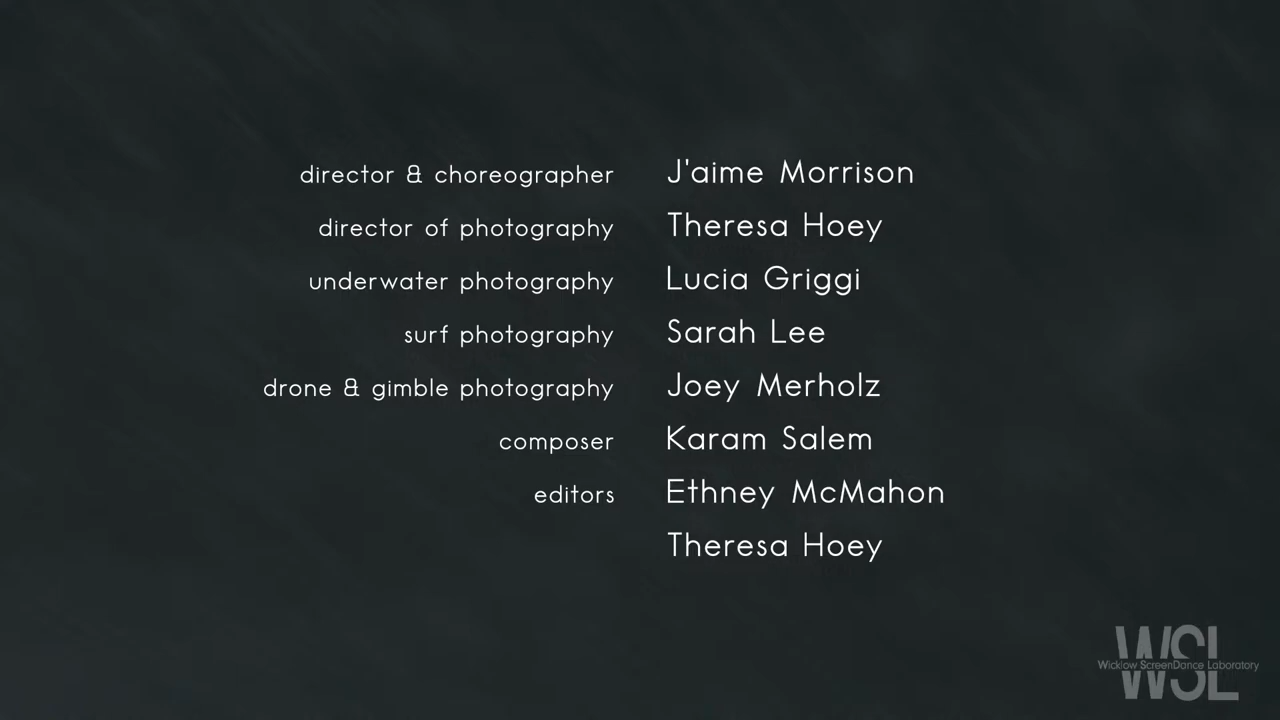 director & choreographer J'aime Morrison
director of photography Theresa Hoey
underwater photography Lucia Griggi
surf photography Sarah Lee
drone & gimble photography Joey Merholz
composer Karam Salem
editors Ethney McMahon
Theresa Hoey
WSL
Wicklow ScreenDance Laboratory